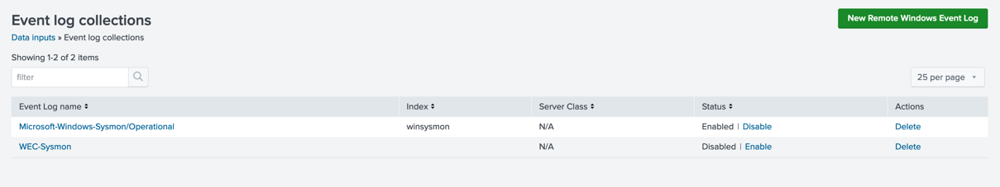 Event log collections
New Remote Windows Event Log
Data inputs » Event log collections
Showing 1-2 of 2 items
filter
25 per page
Event Log name Index Server Class Status Actions
Microsoft-Windows-Sysmon/Operational winsysmon N/A Enabled | Disable Delete
WEC-Sysmon N/A Disabled | Enable Delete